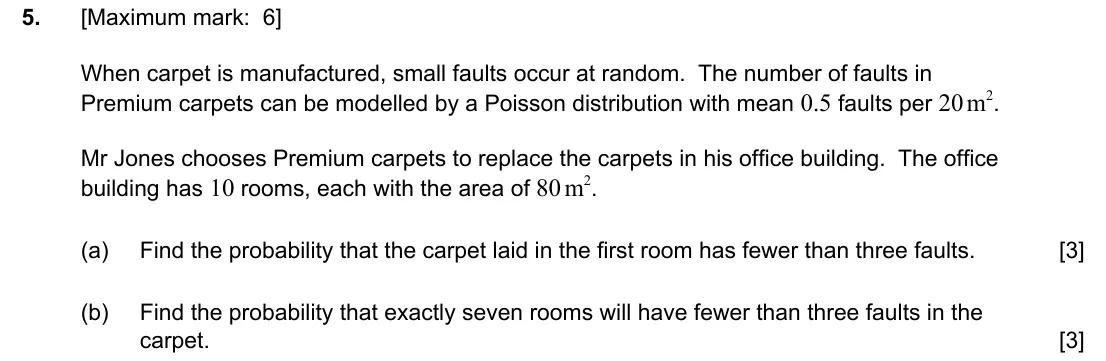 5. [Maximum mark: 6]
When carpet is manufactured, small faults occur at random. The number of faults in
Premium carpets can be modelled by a Poisson distribution with mean 0.5 faults per 20 m².
Mr Jones chooses Premium carpets to replace the carpets in his office building. The office
building has 10 rooms, each with the area of 80 m².
(a) Find the probability that the carpet laid in the first room has fewer than three faults. [3]
(b) Find the probability that exactly seven rooms will have fewer than three faults in the
carpet. [3]